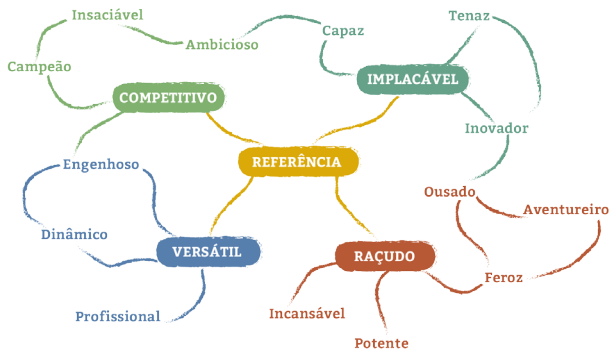 Insaciável
Tenaz
Capaz
Ambicioso
Campeão
IMPLACÁVEL
COMPETITIVO
Inovador
REFERÊNCIA
Engenhoso
Ousado
Aventureiro
Dinâmico
VERSÁTIL
RAÇUDO
Feroz
Incansável
Profissional
Potente